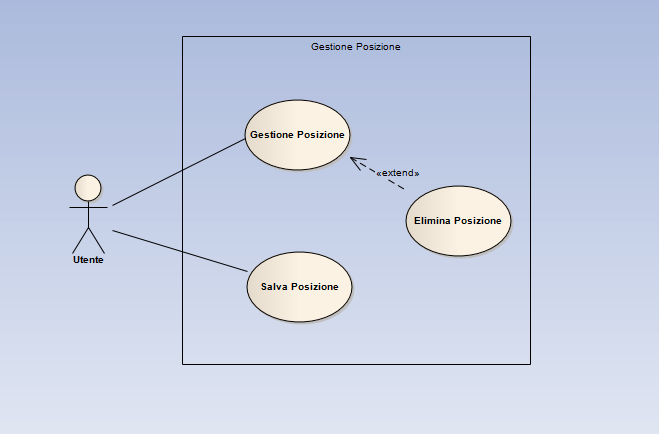 Gestione Posizione
Gestione Posizione
«extend»
Elimina Posizione
Utente
Salva Posizione